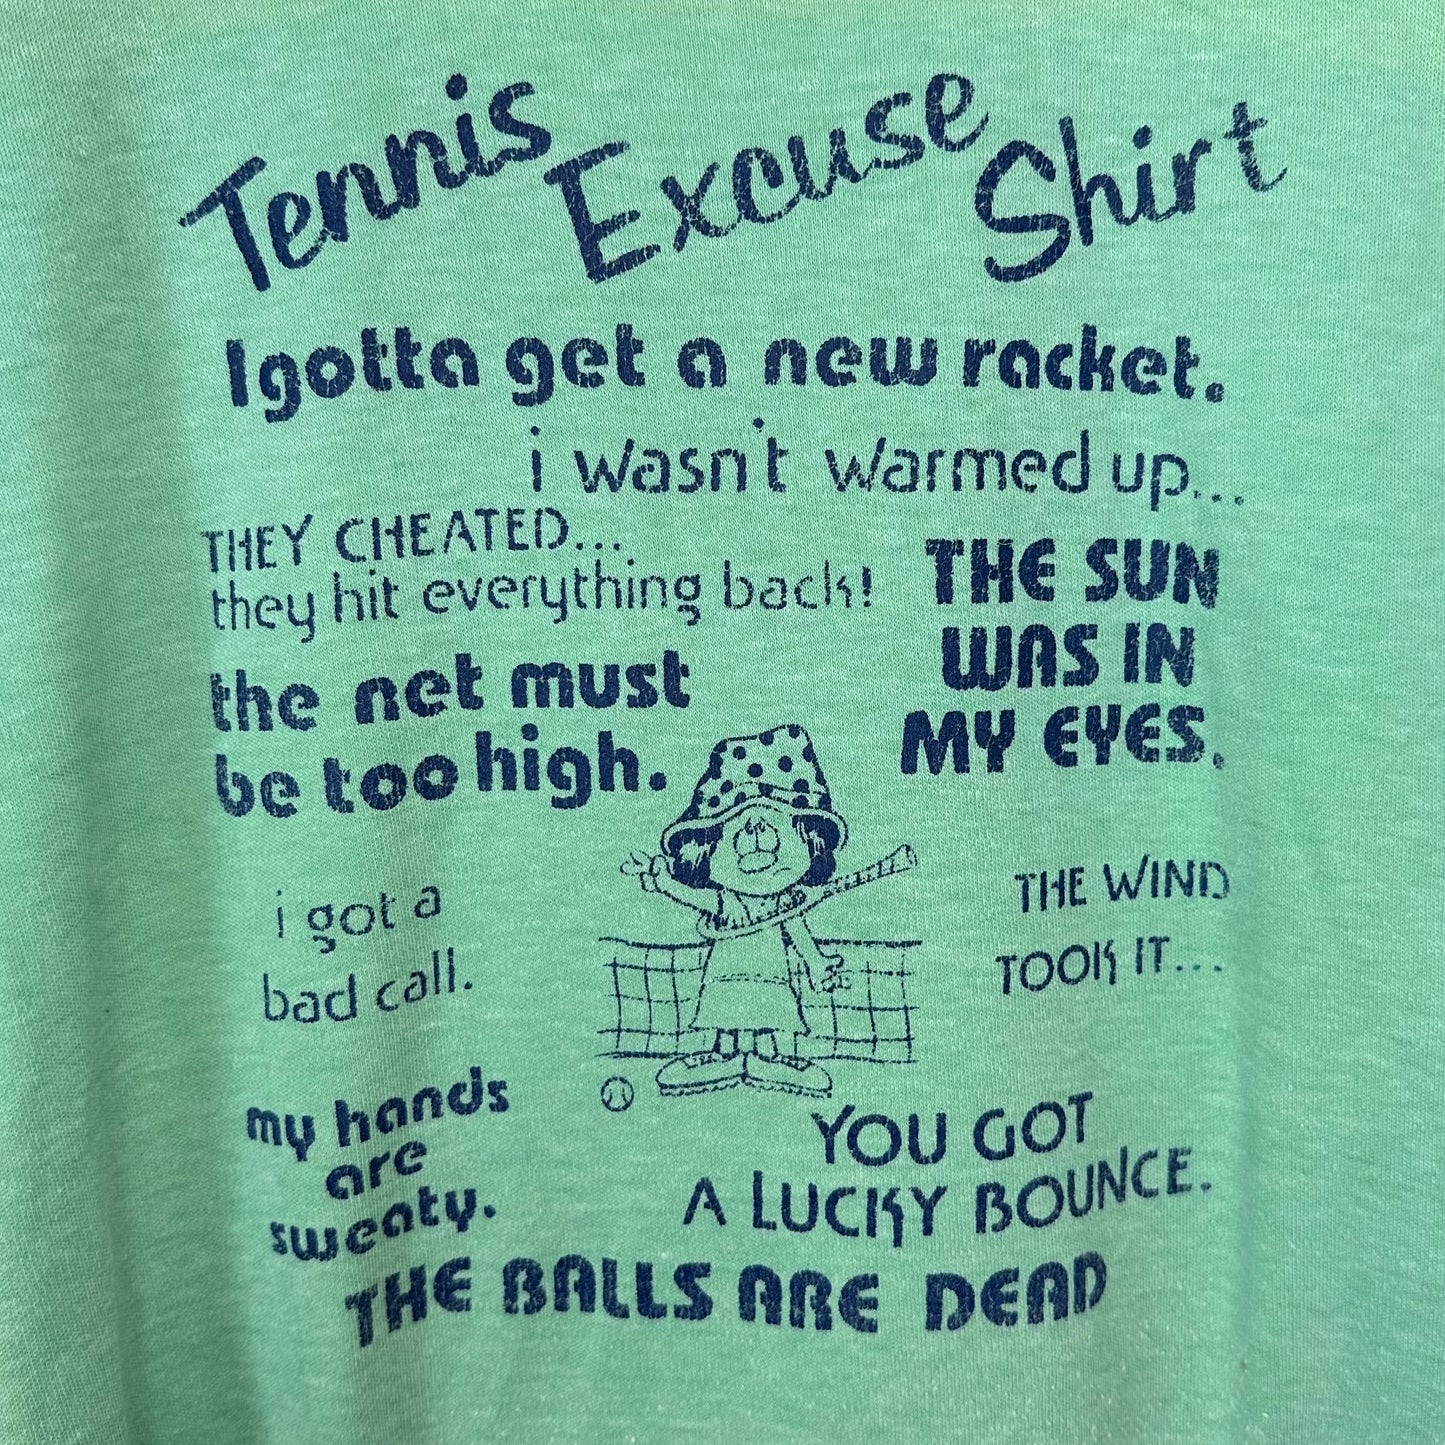 Tennis Excuse Shirt
I gotta get a new racket.
i wasn't warmed up...
THEY CHEATED...
they hit everything back!
THE SUN
WAS IN
MY EYES.
the net must
be too high.
i got a
bad call.
THE WIND
TOOK IT...
my hands
are
sweaty.
YOU GOT
A LUCKY BOUNCE.
THE BALLS ARE DEAD